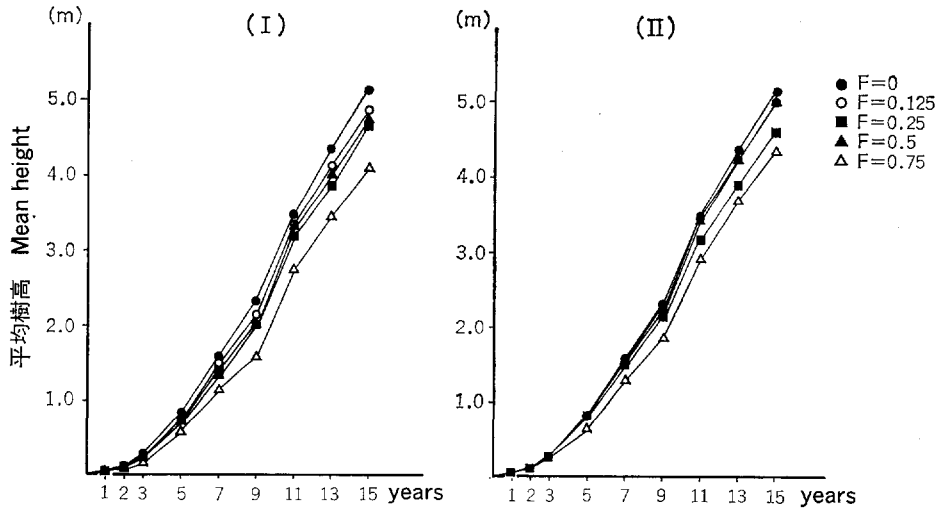 (m)
(I)
5.0
4.0
3.0
2.0
1.0
平均樹高 Mean height
1 2 3 5 7 9 11 13 15 years
(m)
(II)
5.0
4.0
3.0
2.0
1.0
1 2 3 5 7 9 11 13 15 years
F=0
F=0.125
F=0.25
F=0.5
F=0.75